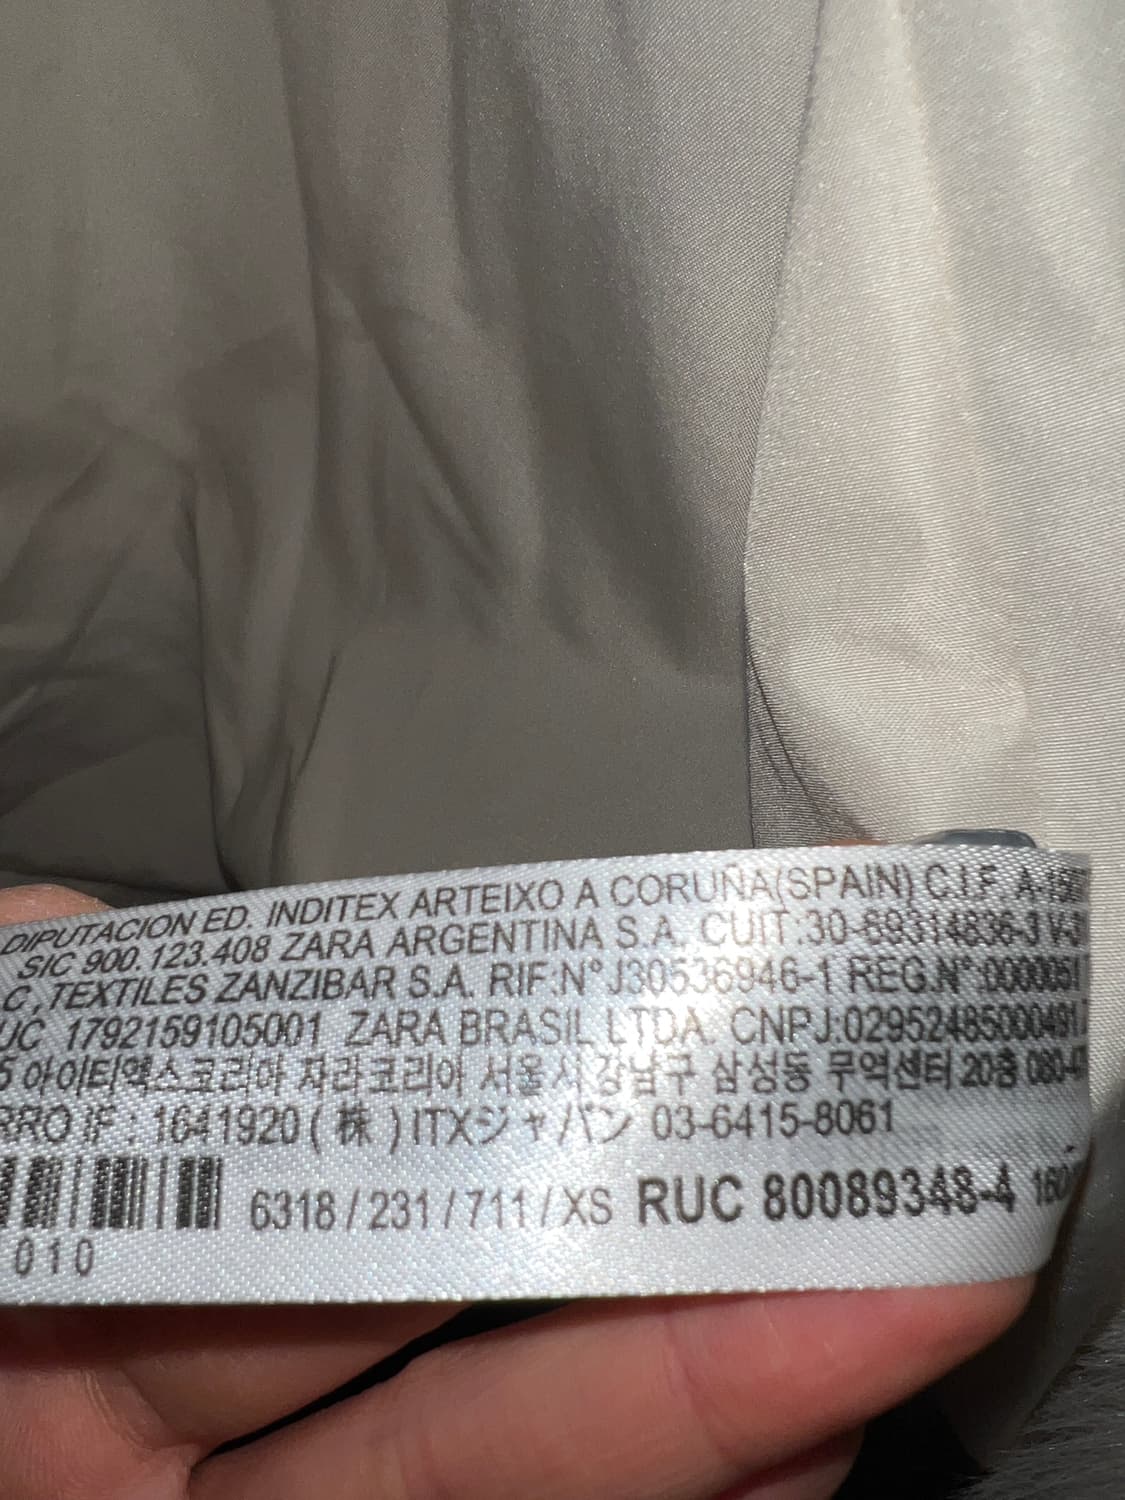 DIPUTACION ED. INDITEX ARTEIXO A CORUÑA(SPAIN) C.I.F. A-
SIC 900.123.408 ZARA ARGENTINA S.A. CUIT:30-69314836-3
C, TEXTILES ZANZIBAR S.A. RIF:N° J30536946-1 REG.N°:0000051
UC 1792159105001 ZARA BRASIL LTDA. CNPJ:029524850004917
5 아이티엑스코리아 자라코리아 서울시 강남구 삼성동 무역센터 20층 080-
RRO IF : 1641920 ( 株 ) ITXジャパン 03-6415-8061
6318 / 231 / 711 / XS RUC 80089348-4
010